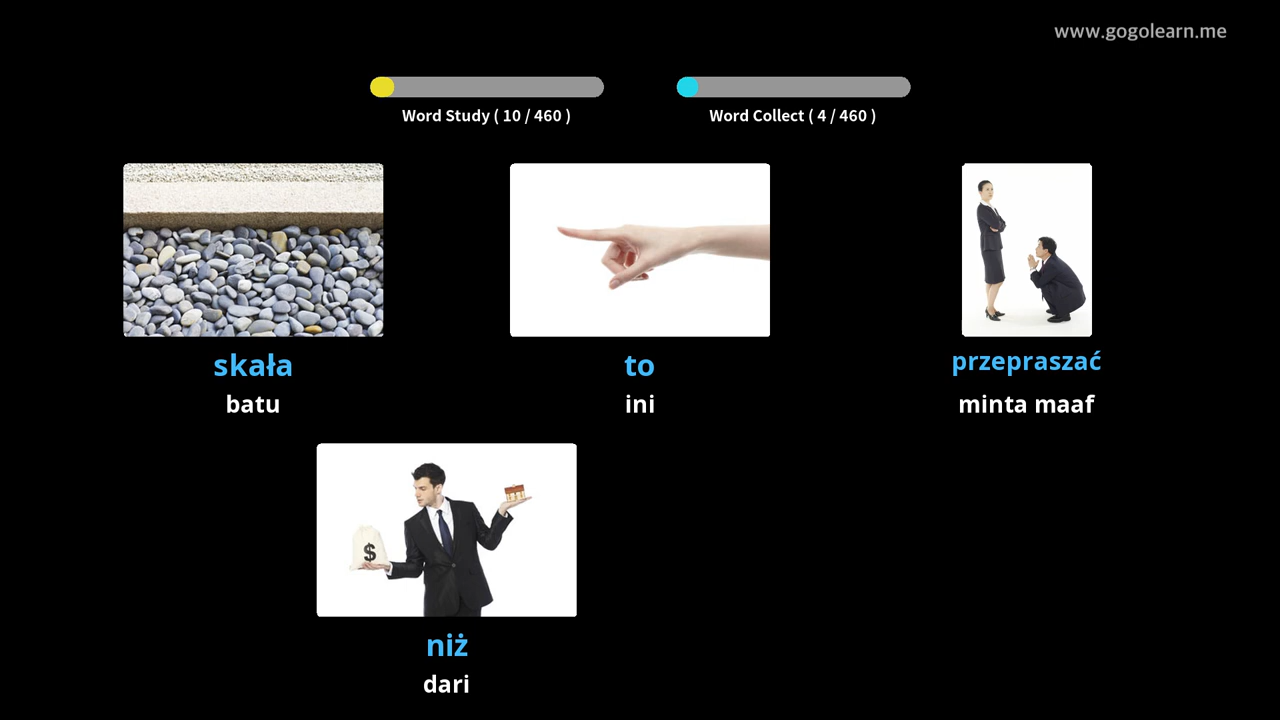 www.gogolearn.me
Word Study ( 10 / 460 )
Word Collect ( 4 / 460 )
skała
batu
to
ini
przepraszać
minta maaf
$
niż
dari